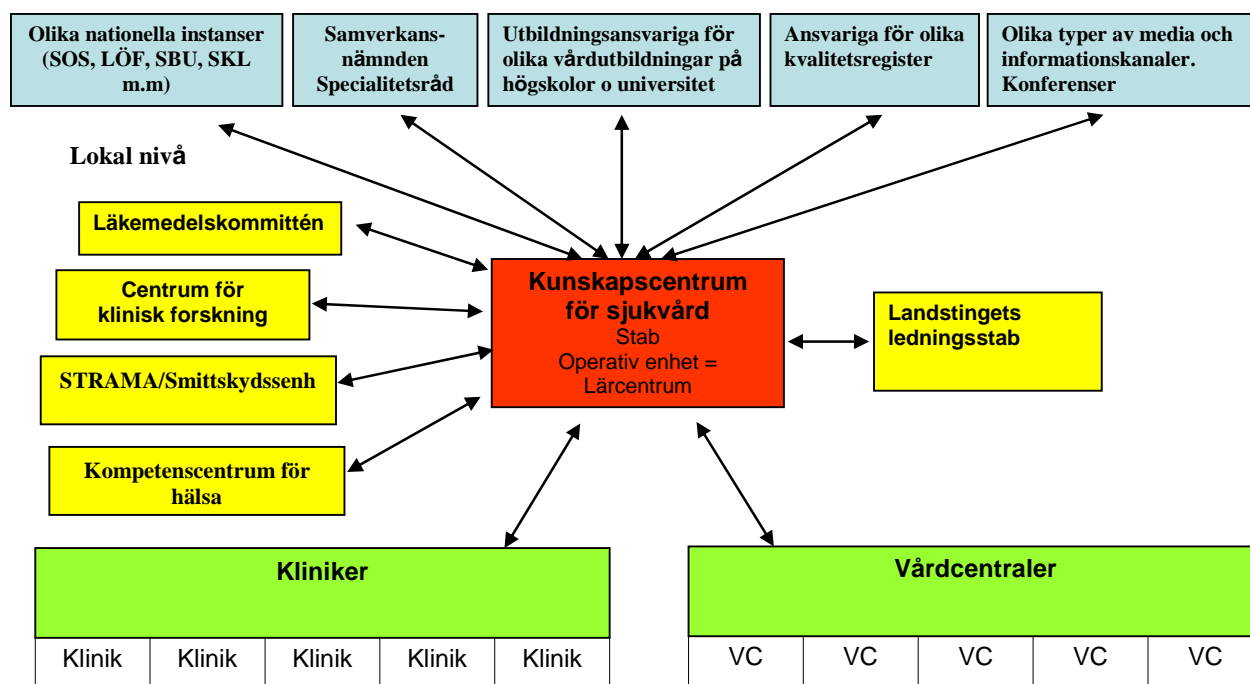 Olika nationella instanser
(SOS, LÖF, SBU, SKL
m.m)
Samverkans-
nämnden
Specialitetsråd
Utbildningsansvariga för
olika vårdutbildningar på
högskolor o universitet
Ansvariga för olika
kvalitetsregister
Olika typer av media och
informationskanaler.
Konferenser
Lokal nivå
Läkemedelskommittén
Centrum för
klinisk forskning
STRAMA/Smittskydssenh
Kompetenscentrum för
hälsa
Kunskapscentrum
för sjukvård
Stab
Operativ enhet =
Lärcentrum
Landstingets
ledningsstab
Kliniker
Klinik Klinik Klinik Klinik Klinik
Vårdcentraler
VC VC VC VC VC